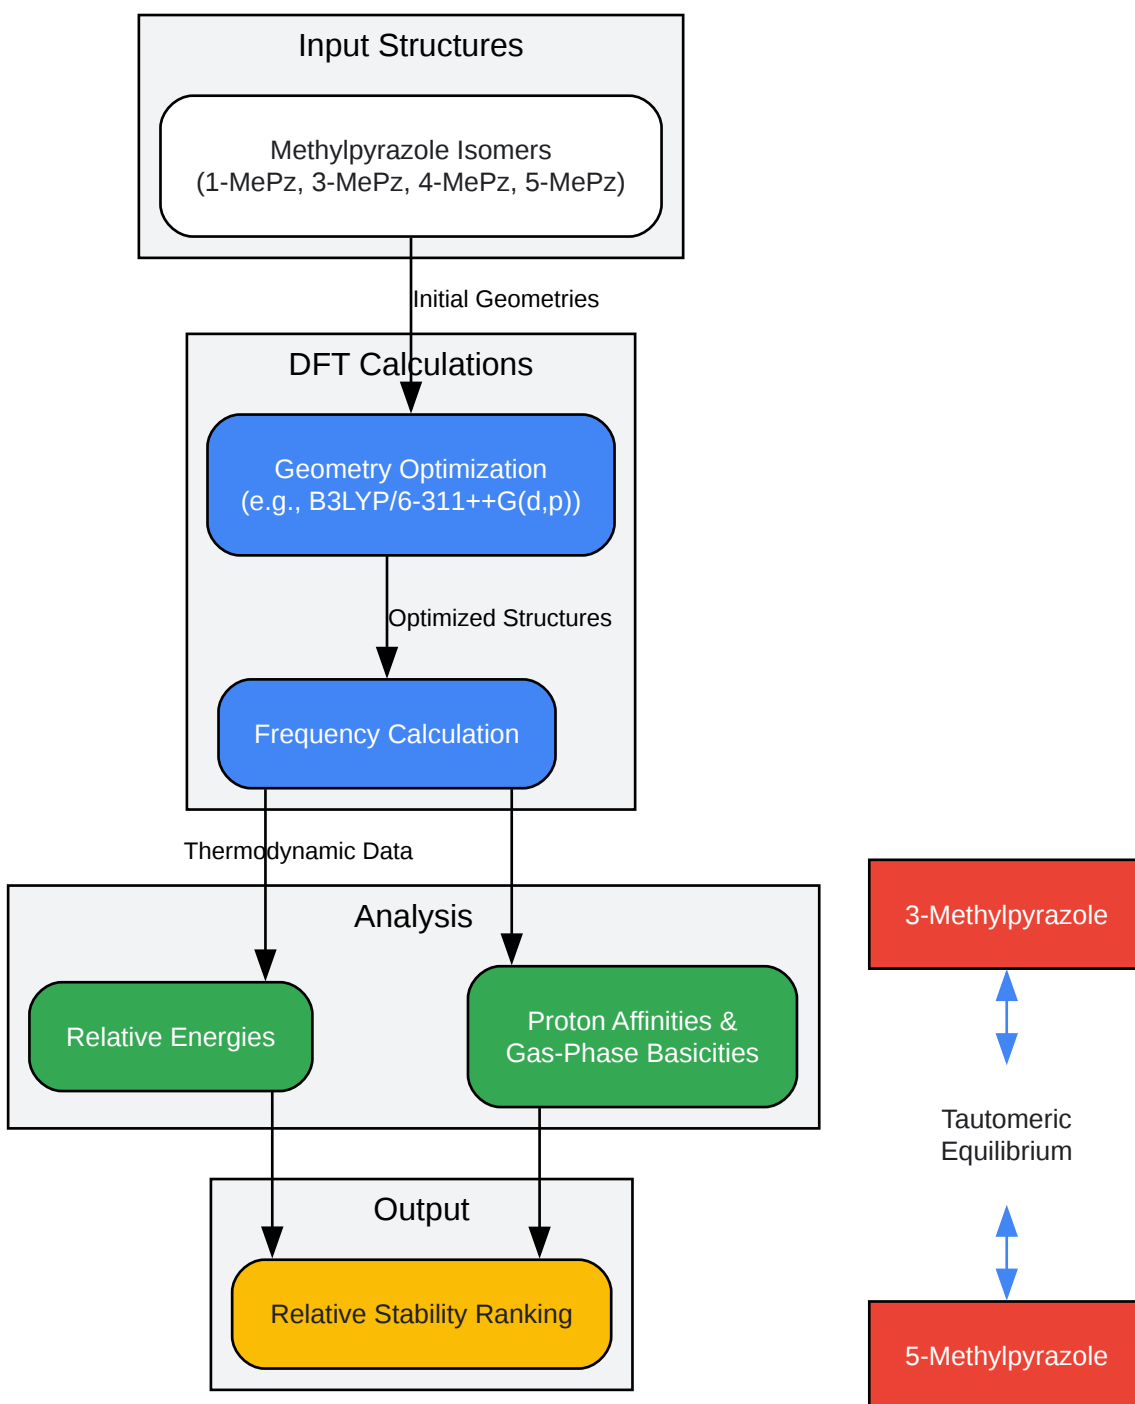 Input Structures
Methylpyrazole Isomers
(1-MePz, 3-MePz, 4-MePz, 5-MePz)
Initial Geometries
DFT Calculations
Geometry Optimization
(e.g., B3LYP/6-311++G(d,p))
Optimized Structures
Frequency Calculation
Thermodynamic Data
Analysis
Relative Energies
Proton Affinities &
Gas-Phase Basicities
Output
Relative Stability Ranking
3-Methylpyrazole
Tautomeric
Equilibrium
5-Methylpyrazole